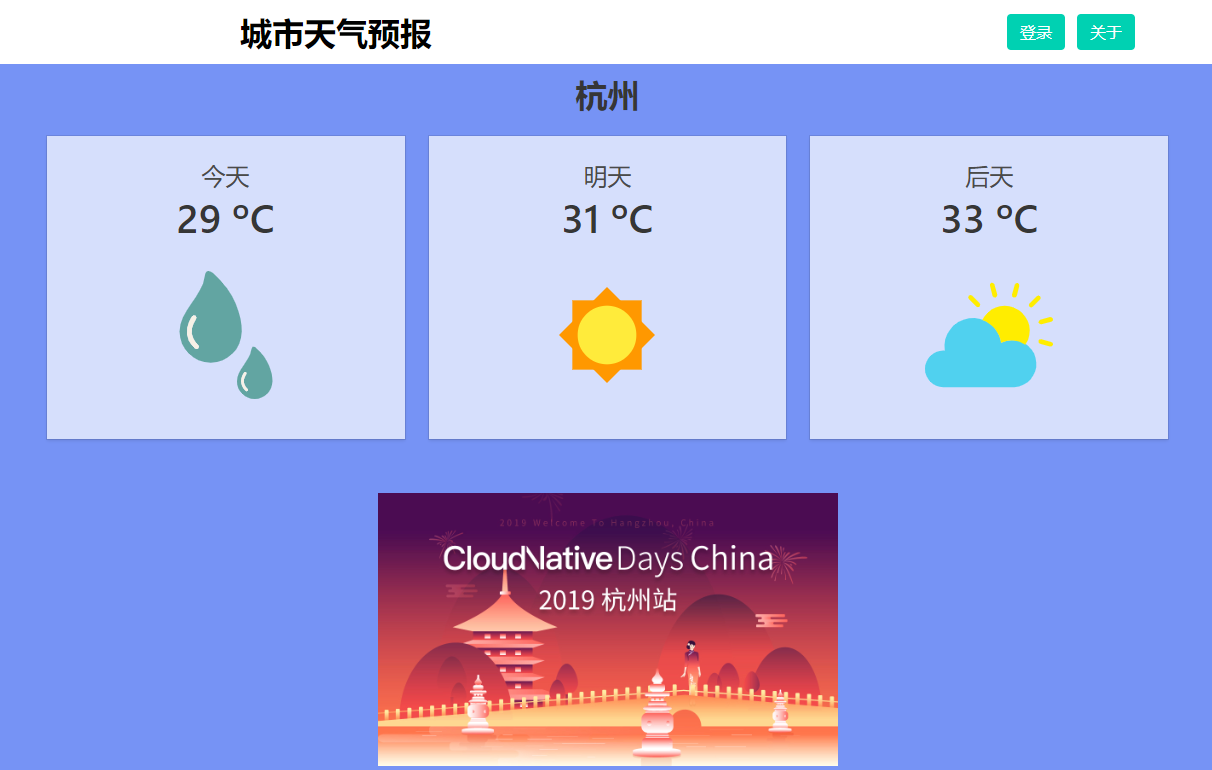 城市天气预报
登录
关于
杭州
今天
29 ºC
明天
31 ºC
后天
33 ºC
2019 Welcome To Hangzhou, China
CloudNative Days China
2019 杭州站